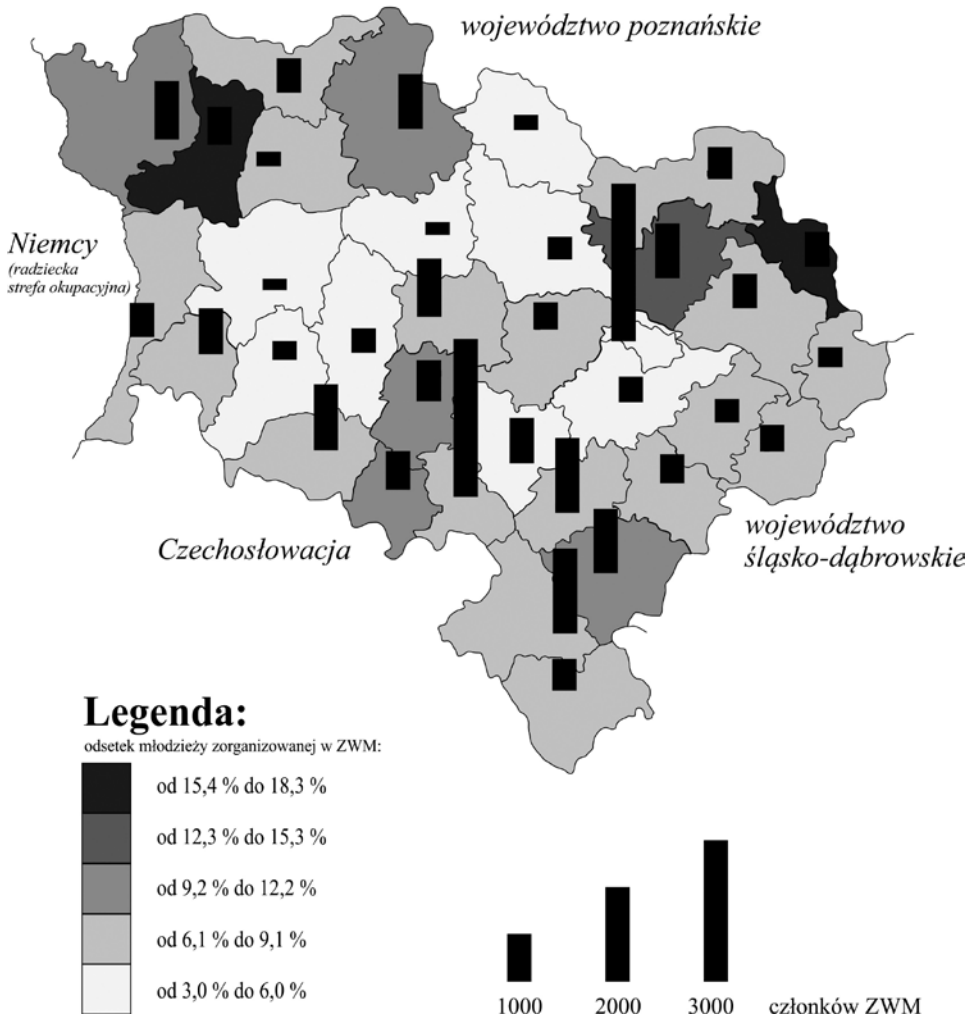 województwo poznańskie
Niemcy
(radziecka
strefa okupacyjna)
Czechosłowacja
województwo
śląsko-dąbrowskie
Legenda:
odsetek młodzieży zorganizowanej w ZWM:
od 15,4 % do 18,3 %
od 12,3 % do 15,3 %
od 9,2 % do 12,2 %
od 6,1 % do 9,1 %
od 3,0 % do 6,0 %
1000 2000 3000 członków ZWM